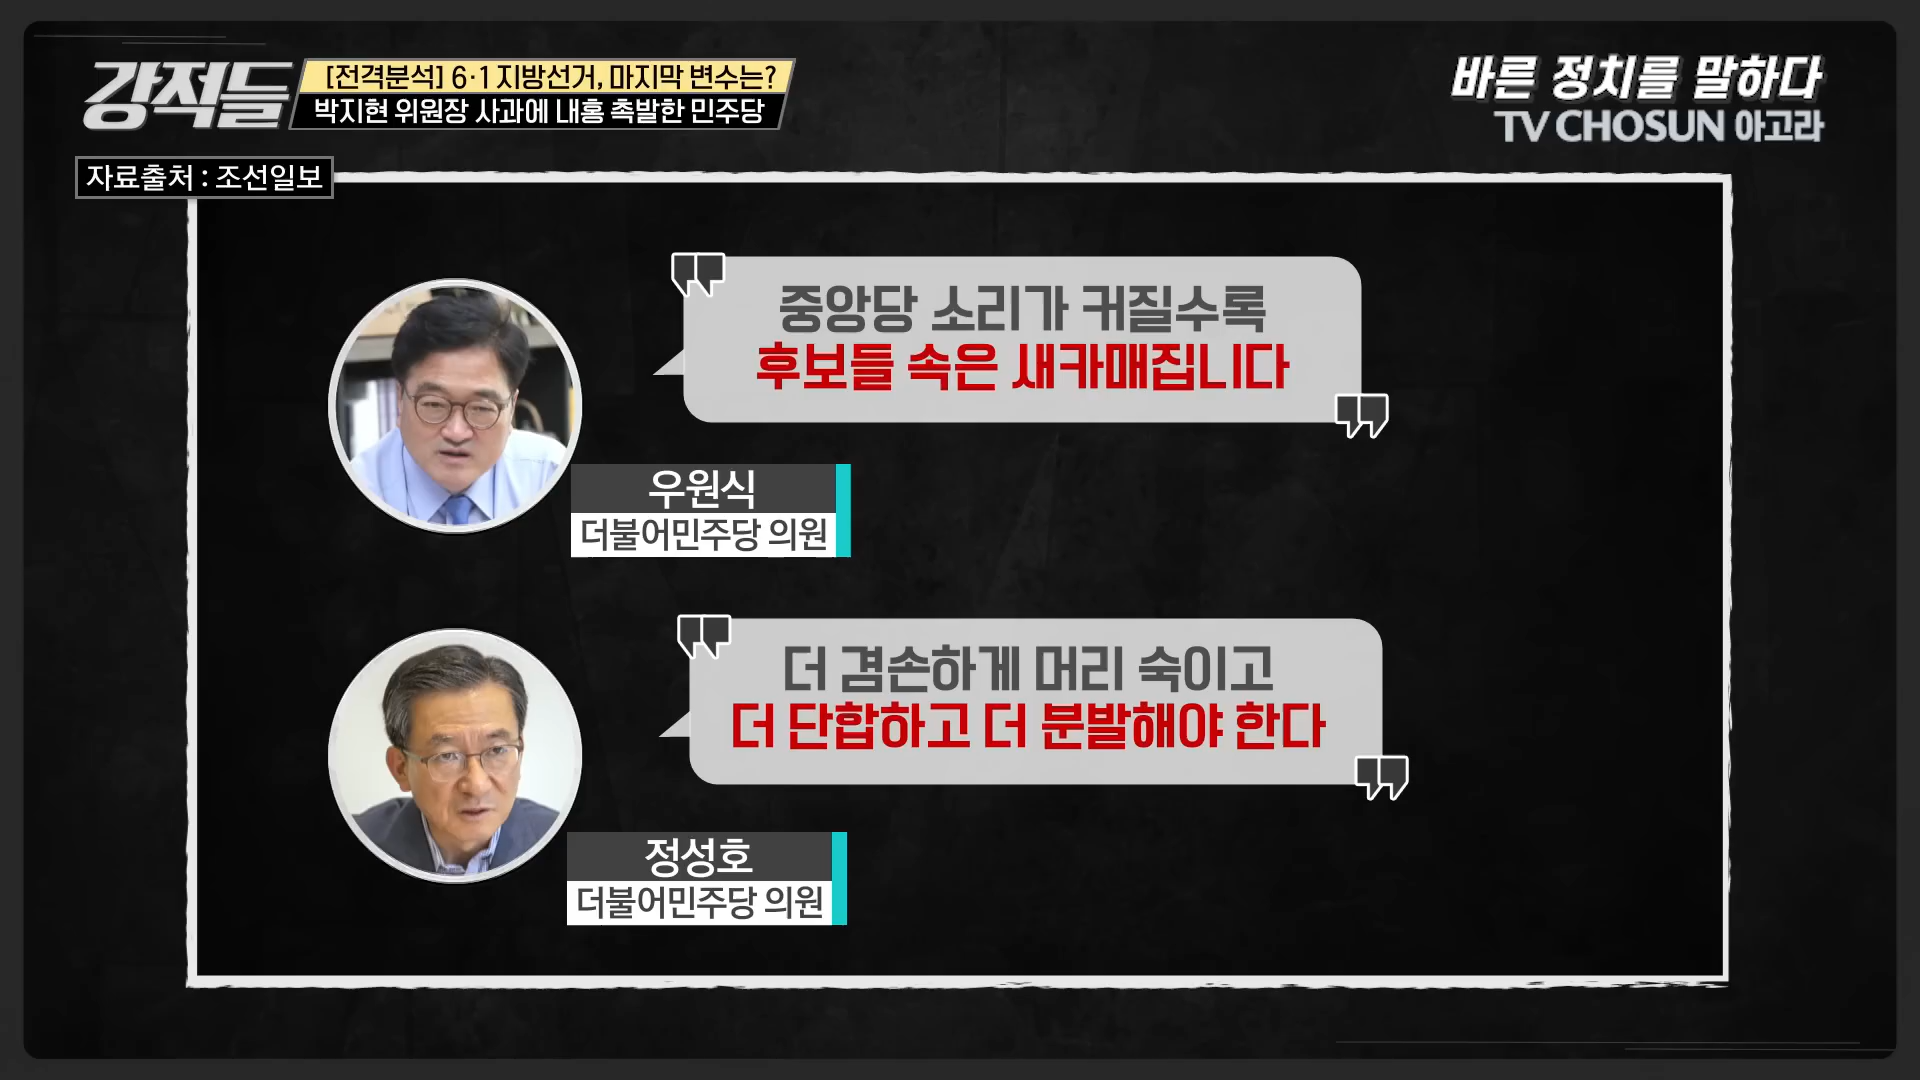 강적들
[전격분석] 6·1 지방선거, 마지막 변수는?
박지현 위원장 사과에 내홍 촉발한 민주당
바른 정치를 말하다
TV CHOSUN 아고라
자료출처 : 조선일보
중앙당 소리가 커질수록
후보들 속은 새카매집니다
우원식
더불어민주당 의원
더 겸손하게 머리 숙이고
더 단합하고 더 분발해야 한다
정성호
더불어민주당 의원